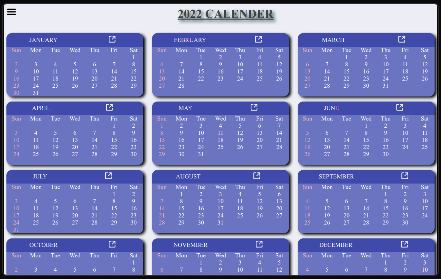 2022 CALENDER
JANUARY
Sun Mon Tue Wed Thu Fri Sat
1
2 3 4 5 6 7 8
9 10 11 12 13 14 15
16 17 18 19 20 21 22
23 24 25 26 27 28 29
30 31
FEBRUARY
Sun Mon Tue Wed Thu Fri Sat
1 2 3 4 5
6 7 8 9 10 11 12
13 14 15 16 17 18 19
20 21 22 23 24 25 26
27 28
MARCH
Sun Mon Tue Wed Thu Fri Sat
1 2 3 4 5
6 7 8 9 10 11 12
13 14 15 16 17 18 19
20 21 22 23 24 25 26
27 28 29 30 31
APRIL
Sun Mon Tue Wed Thu Fri Sat
1 2
3 4 5 6 7 8 9
10 11 12 13 14 15 16
17 18 19 20 21 22 23
24 25 26 27 28 29 30
MAY
Sun Mon Tue Wed Thu Fri Sat
1 2 3 4 5 6 7
8 9 10 11 12 13 14
15 16 17 18 19 20 21
22 23 24 25 26 27 28
29 30 31
JUNE
Sun Mon Tue Wed Thu Fri Sat
1 2 3 4
5 6 7 8 9 10 11
12 13 14 15 16 17 18
19 20 21 22 23 24 25
26 27 28 29 30
JULY
Sun Mon Tue Wed Thu Fri Sat
1 2
3 4 5 6 7 8 9
10 11 12 13 14 15 16
17 18 19 20 21 22 23
24 25 26 27 28 29 30
31
AUGUST
Sun Mon Tue Wed Thu Fri Sat
1 2 3 4 5 6
7 8 9 10 11 12 13
14 15 16 17 18 19 20
21 22 23 24 25 26 27
28 29 30 31
SEPTEMBER
Sun Mon Tue Wed Thu Fri Sat
1 2 3
4 5 6 7 8 9 10
11 12 13 14 15 16 17
18 19 20 21 22 23 24
25 26 27 28 29 30
OCTOBER
Sun Mon Tue Wed Thu Fri Sat
1
2 3 4 5 6 7 8
NOVEMBER
Sun Mon Tue Wed Thu Fri Sat
1 2 3 4 5
6 7 8 9 10 11 12
DECEMBER
Sun Mon Tue Wed Thu Fri Sat
1 2 3
4 5 6 7 8 9 10